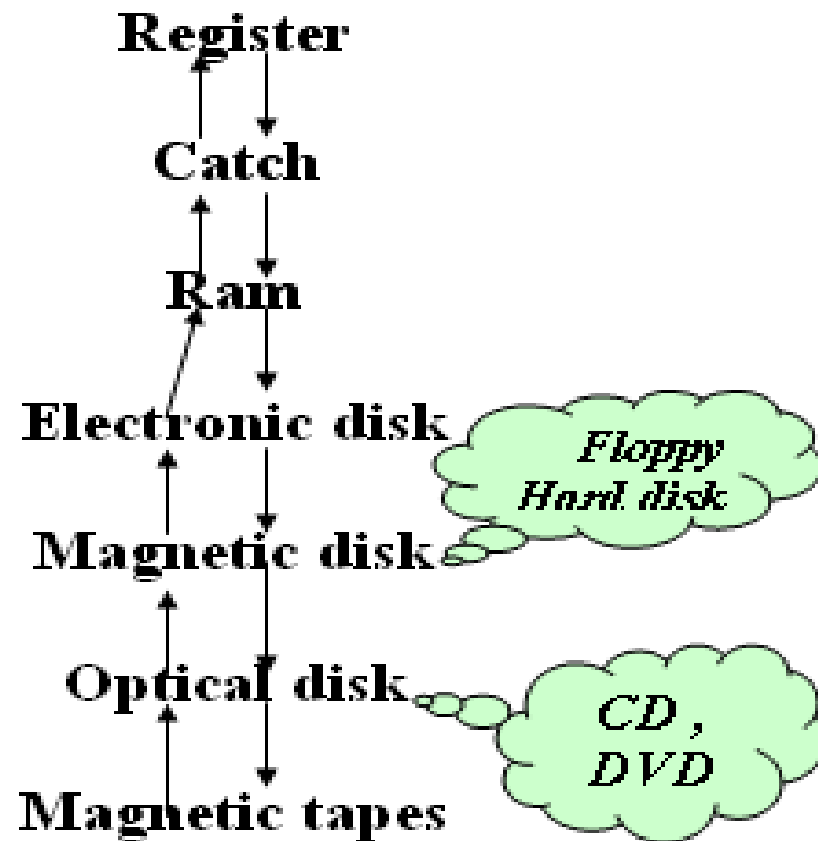 Register
Catch
Ram
Electronic disk
Floppy
Hard disk
Magnetic disk
Optical disk
CD ,
DVD
Magnetic tapes